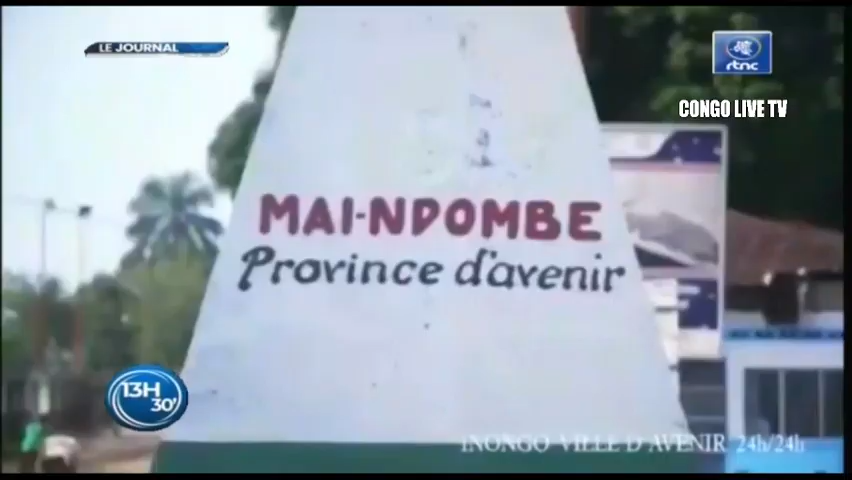 LE JOURNAL
rtnc
CONGO LIVE TV
MAI-NDOMBE
Province d'avenir
13H
30'
INONGO VILLE D'AVENIR 24h/24h